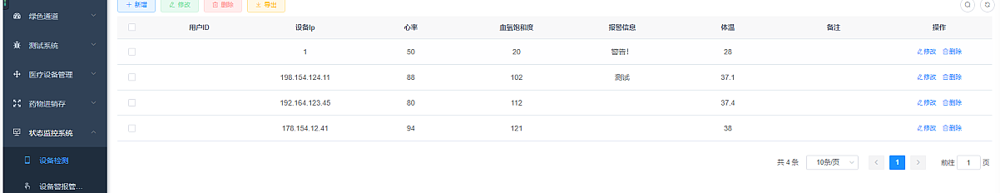 绿色通道
测试系统
医疗设备管理
药物进销存
状态监控系统
设备检测
设备警报管...
新增 修改 删除 导出
用户ID 设备Ip 心率 血氧饱和度 报警信息 体温 备注 操作
1 50 20 警告! 28 修改 删除
198.154.124.11 88 102 测试 37.1 修改 删除
192.164.123.45 80 112 37.4 修改 删除
178.154.12.41 94 121 38 修改 删除
共 4 条 10条/页 1 前往 1 页